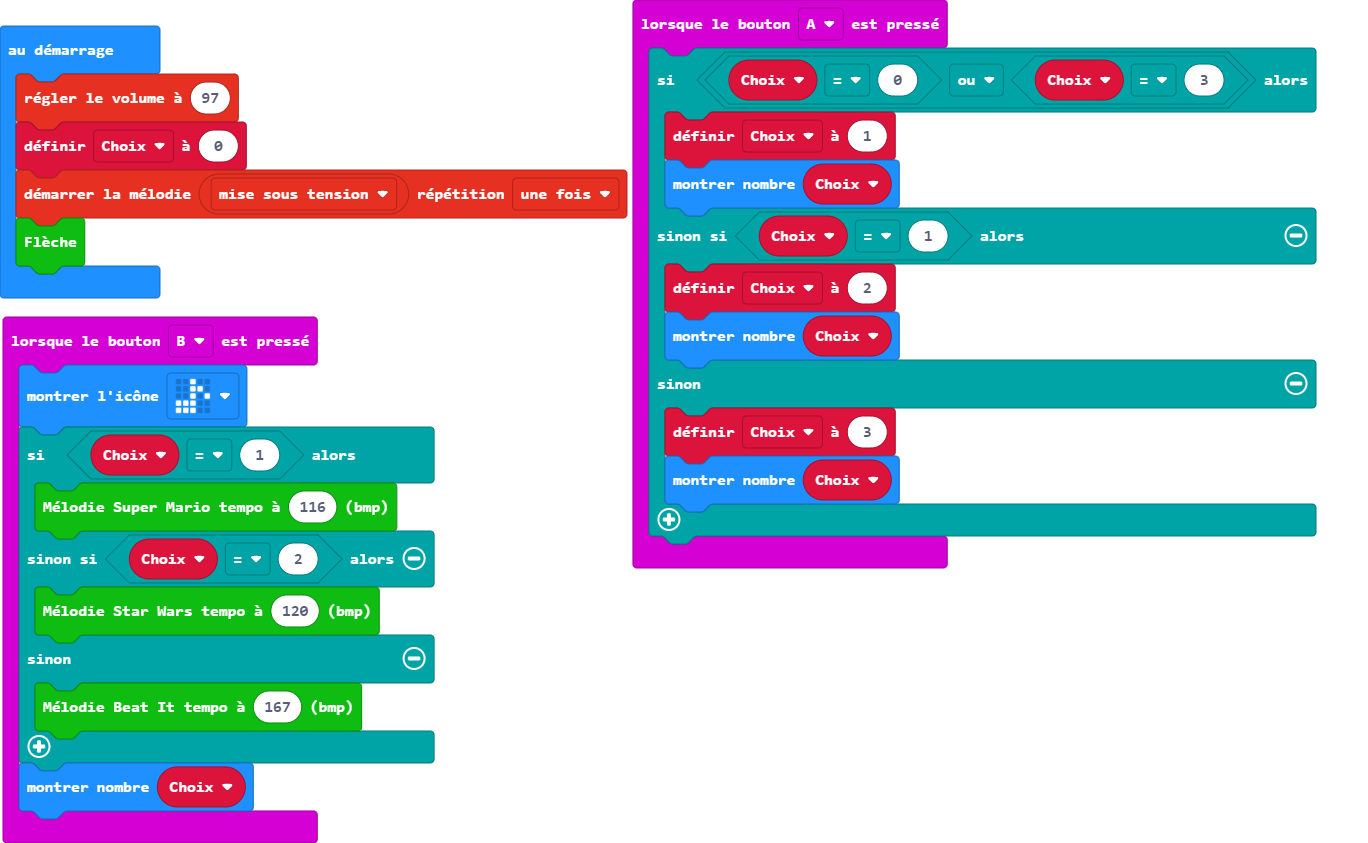 au démarrage
régler le volume à 97
définir Choix à 0
démarrer la mélodie mise sous tension répétition une fois
Flèche
lorsque le bouton B est pressé
montrer l'icône
si Choix = 1 alors
Mélodie Super Mario tempo à 116 (bmp)
sinon si Choix = 2 alors
Mélodie Star Wars tempo à 120 (bmp)
sinon
Mélodie Beat It tempo à 167 (bmp)
montrer nombre Choix
lorsque le bouton A est pressé
si Choix = 0 ou Choix = 3 alors
définir Choix à 1
montrer nombre Choix
sinon si Choix = 1 alors
définir Choix à 2
montrer nombre Choix
sinon
définir Choix à 3
montrer nombre Choix